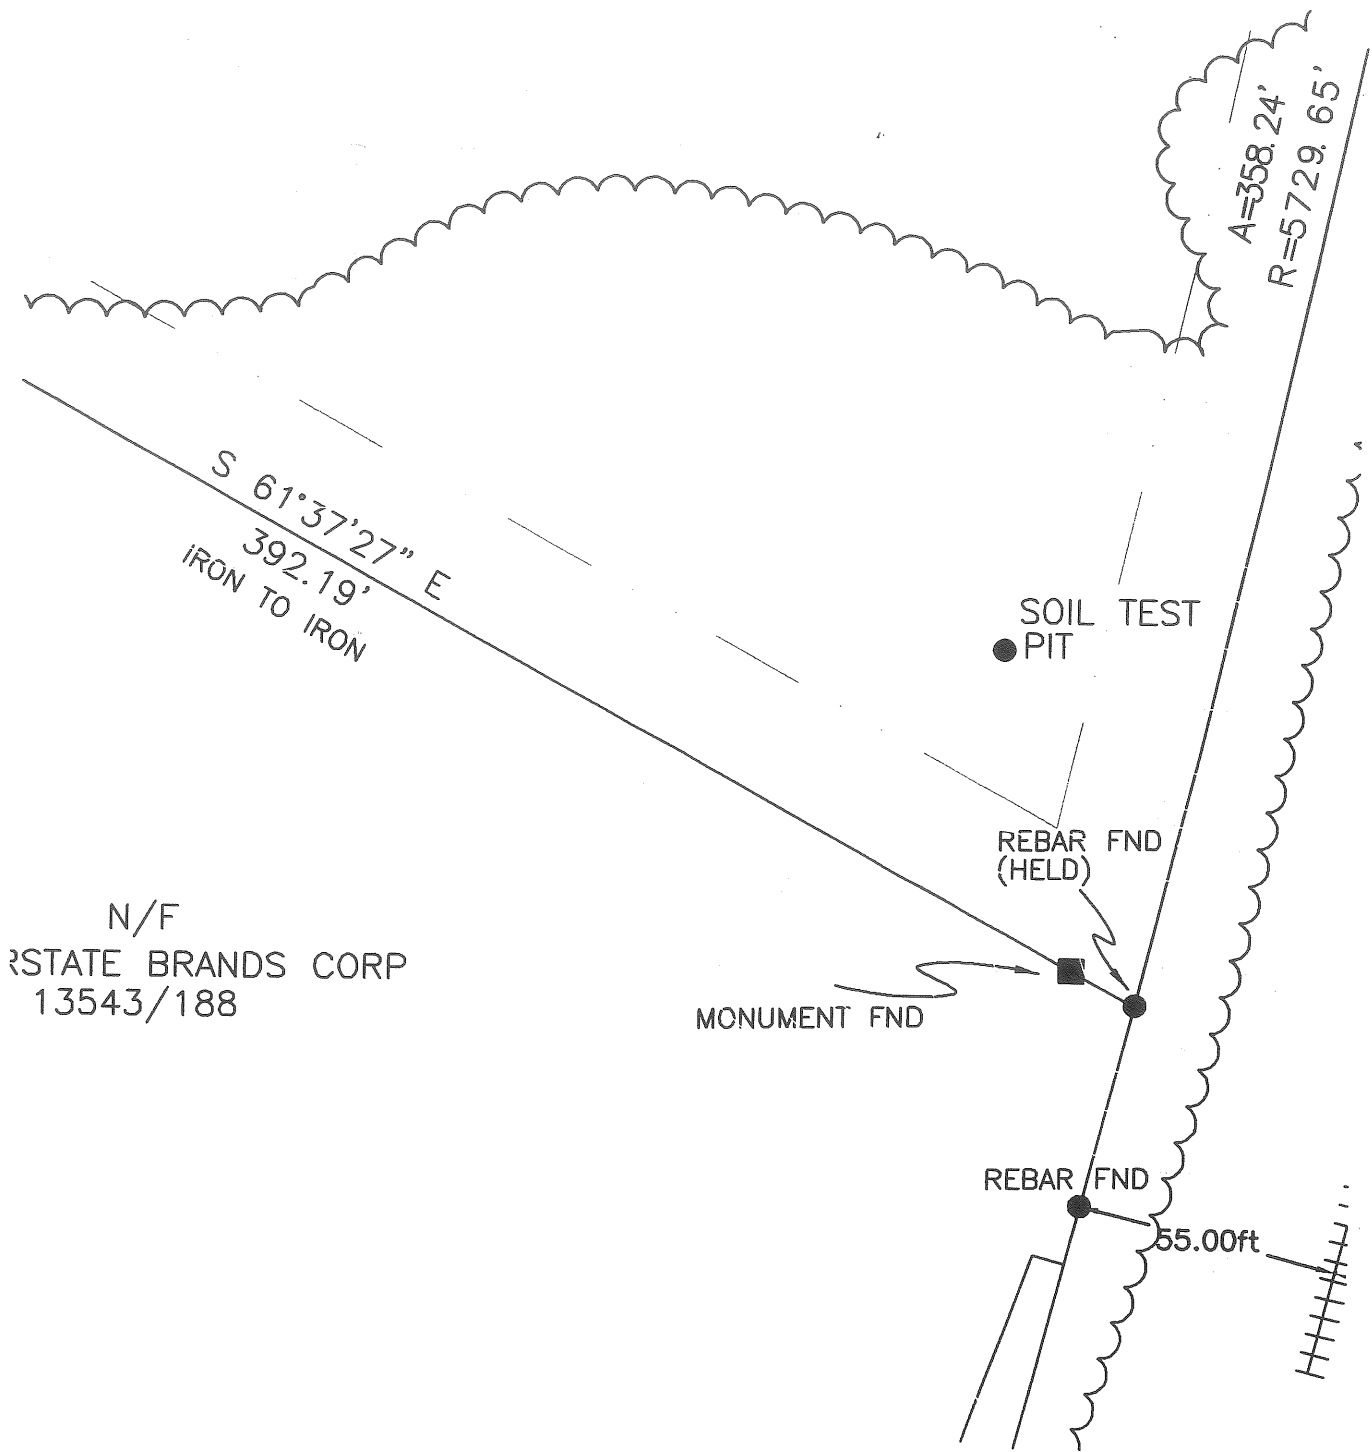 A=358.24'
R=5729.65'
S 61°37'27" E
392.19'
IRON TO IRON
SOIL TEST
PIT
REBAR FND
(HELD)
N/F
RSTATE BRANDS CORP
13543/188
MONUMENT FND
REBAR FND
55.00ft